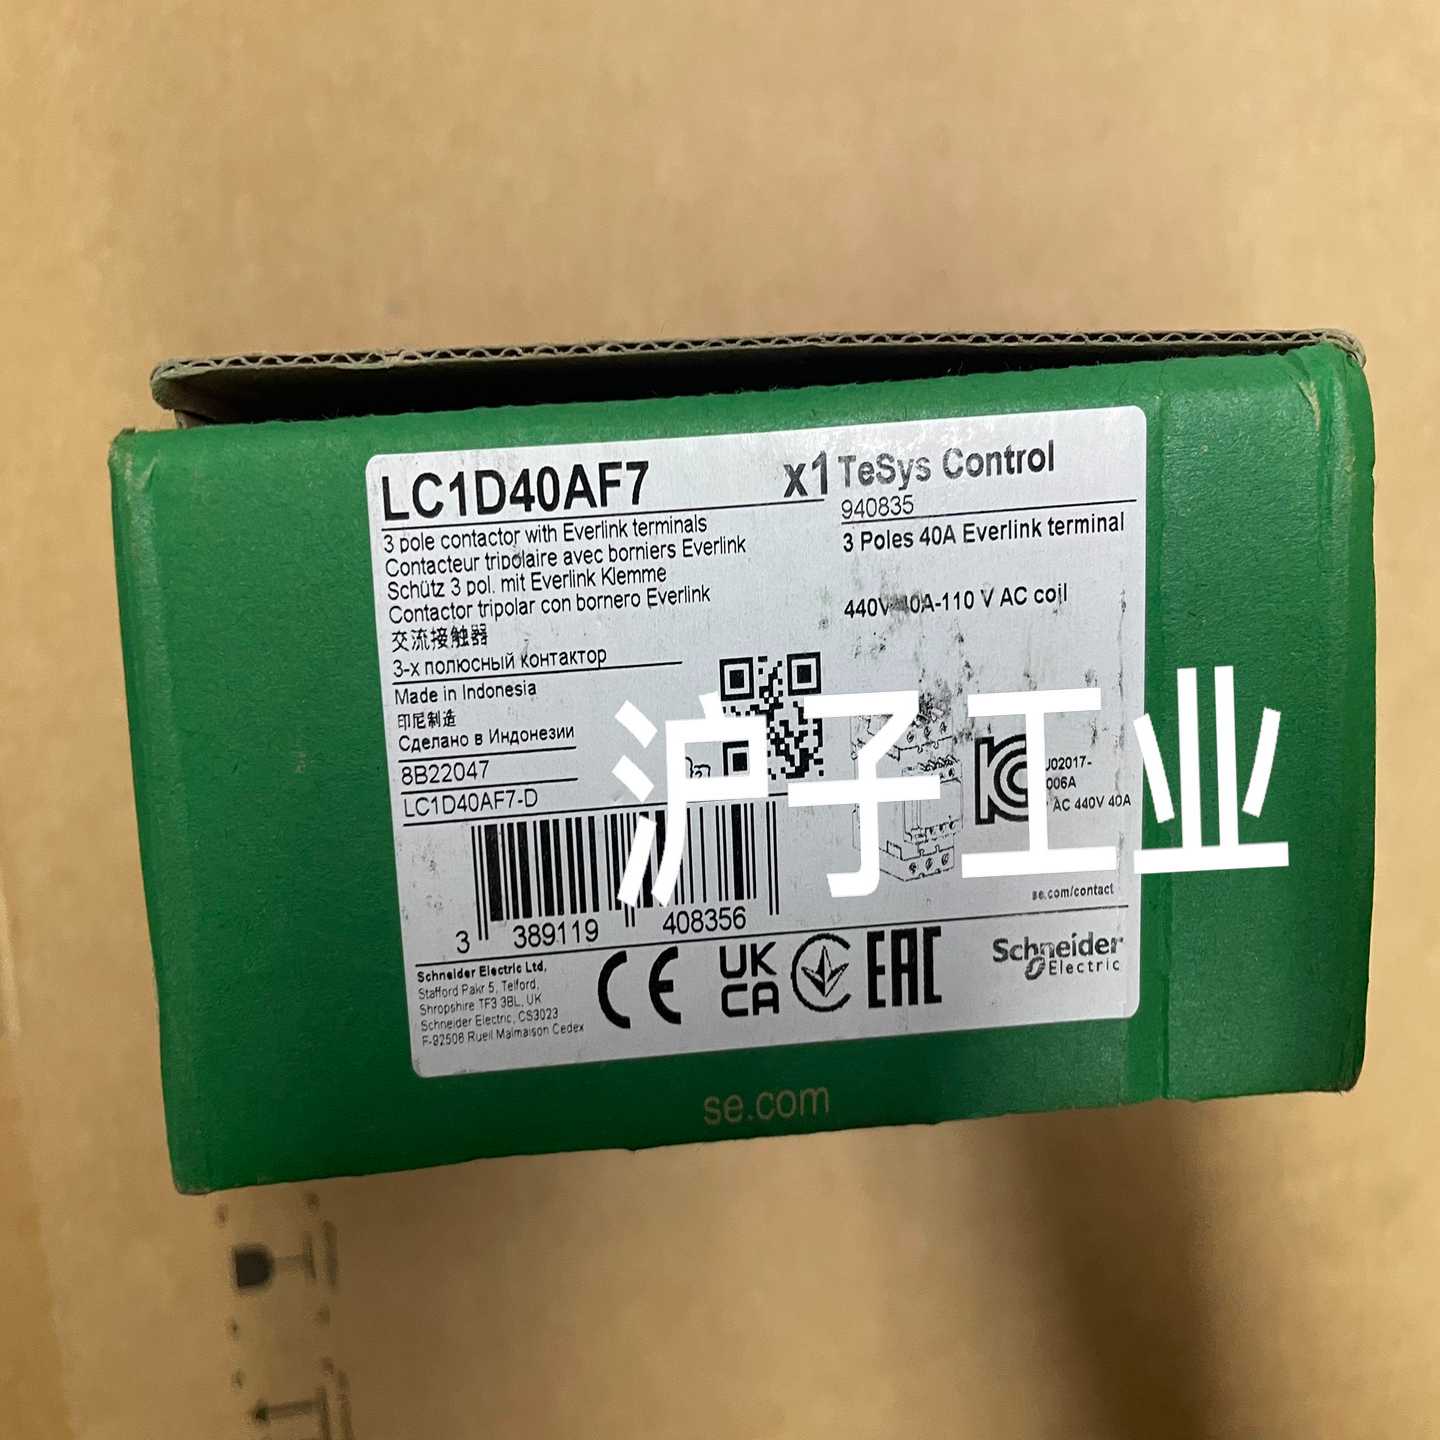 LC1D40AF7 x1
3 pole contactor with Everlink terminals
Contacteur tripolaire avec borniers Everlink
Schütz 3 pol. mit Everlink Klemme
Contactor tripolar con bornero Everlink
交流接触器
3-х полюсный контактор
Made in Indonesia
印尼制造
Сделано в Индонезии
8B22047
LC1D40AF7-D
3 389119 408356
TeSys Control
940835
3 Poles 40A Everlink terminal
440V 40A-110 V AC coil
沪子工业
KC
U02017-
006A
AC 440V 40A
se.com/contact
Schneider Electric Ltd,
Stafford Pakr 5, Telford,
Shropshire TF3 3BL, UK
Schneider Electric, CS3023
F-92506 Rueil Malmaison Cedex
CE
UK
CA
EAC
Schneider
Electric
se.com